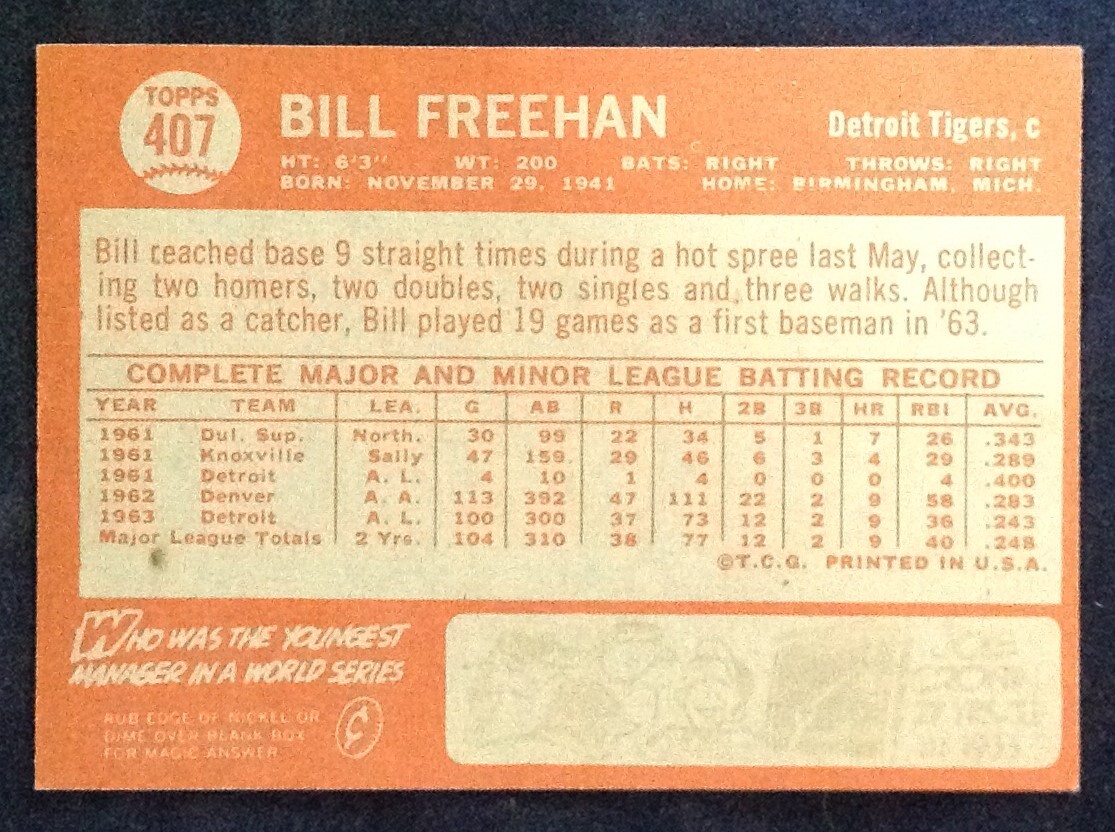 TOPPS
407
BILL FREEHAN
Detroit Tigers, C
HT: 6'3" WT: 200 BATS: RIGHT THROWS: RIGHT
BORN: NOVEMBER 29, 1941 HOME: BIRMINGHAM, MICH.
Bill reached base 9 straight times during a hot spree last May, collect-
ing two homers, two doubles, two singles and three walks. Although
listed as a catcher, Bill played 19 games as a first baseman in '63.
COMPLETE MAJOR AND MINOR LEAGUE BATTING RECORD
YEAR TEAM LEA. G AB R H 2B 3B HR RBI AVG.
1961 Dul. Sup. North. 30 99 22 34 5 1 7 26 .343
1961 Knoxville Sally 47 159 29 46 6 3 4 29 .289
1961 Detroit A. L. 4 10 1 4 0 0 0 4 .400
1962 Denver A. A. 113 392 47 111 22 2 9 58 .283
1963 Detroit A. L. 100 300 37 73 12 2 9 36 .243
Major League Totals 2 Yrs. 104 310 38 77 12 2 9 40 .248
©T.C.G. PRINTED IN U.S.A.
WHO WAS THE YOUNGEST
MANAGER IN A WORLD SERIES
RUB EDGE OF NICKEL OR
DIME OVER BLANK BOX
FOR MAGIC ANSWER
¢